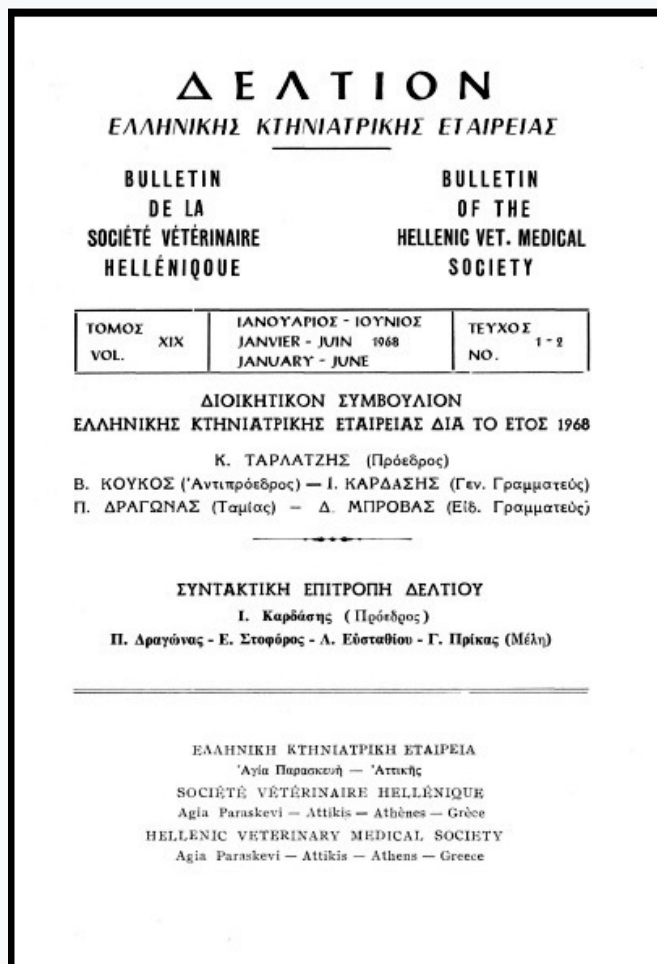 ΔΕΛΤΙΟΝ
ΕΛΛΗΝΙΚΗΣ ΚΤΗΝΙΑΤΡΙΚΗΣ ΕΤΑΙΡΕΙΑΣ
BULLETIN
DE LA
SOCIÉTÉ VÉTÉRINAIRE
HELLÉNIQOUE
BULLETIN
OF THE
HELLENIC VET. MEDICAL
SOCIETY
ΤΟΜΟΣ
VOL.
XIX
ΙΑΝΟΥΑΡΙΟΣ - ΙΟΥΝΙΟΣ
JANVIER - JUIN 1968
JANUARY - JUNE
ΤΕΥΧΟΣ
NO.
1 - 2
ΔΙΟΙΚΗΤΙΚΟΝ ΣΥΜΒΟΥΛΙΟΝ
ΕΛΛΗΝΙΚΗΣ ΚΤΗΝΙΑΤΡΙΚΗΣ ΕΤΑΙΡΕΙΑΣ ΔΙΑ ΤΟ ΕΤΟΣ 1968
Κ. ΤΑΡΛΑΤΖΗΣ (Πρόεδρος)
Β. ΚΟΥΚΟΣ (Ἀντιπρόεδρος) — Ι. ΚΑΡΔΑΣΗΣ (Γεν. Γραμματεὺς)
Π. ΔΡΑΓΩΝΑΣ (Ταμίας) — Δ. ΜΠΡΟΒΑΣ (Εἰδ. Γραμματεὺς)
ΣΥΝΤΑΚΤΙΚΗ ΕΠΙΤΡΟΠΗ ΔΕΛΤΙΟΥ
Ι. Καρδάσης (Πρόεδρος)
Π. Δραγώνας - Ε. Στοφόρος - Λ. Εὐσταθίου - Γ. Πρίκας (Μέλη)
ΕΛΛΗΝΙΚΗ ΚΤΗΝΙΑΤΡΙΚΗ ΕΤΑΙΡΕΙΑ
Ἁγία Παρασκευὴ — Ἀττικῆς
SOCIÉTÉ VÉTÉRINAIRE HELLÉNIQUE
Agia Paraskevi — Attikis — Athènes — Grèce
HELLENIC VETERINARY MEDICAL SOCIETY
Agia Paraskevi — Attikis — Athens — Greece